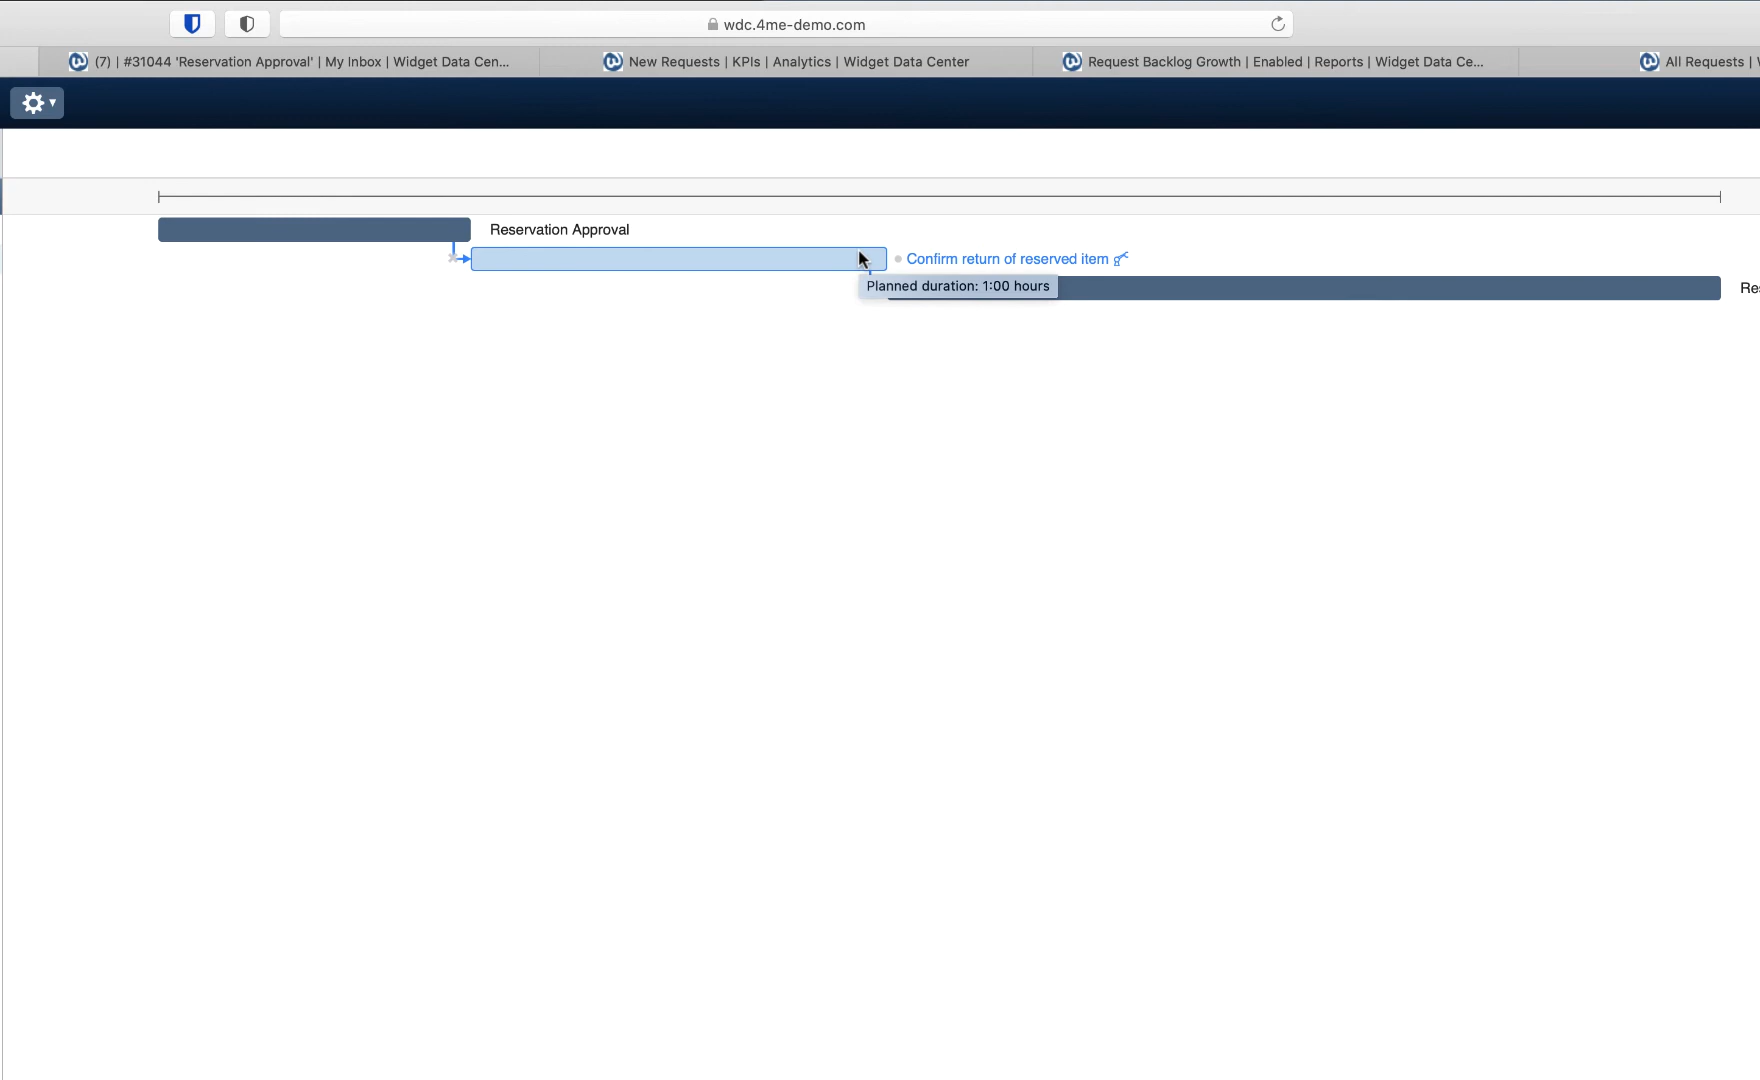 wdc.4me-demo.com
(7) | #31044 'Reservation Approval' | My Inbox | Widget Data Cen...
New Requests | KPIs | Analytics | Widget Data Center
Request Backlog Growth | Enabled | Reports | Widget Data Ce...
All Requests |
Reservation Approval
Confirm return of reserved item
Planned duration: 1:00 hours